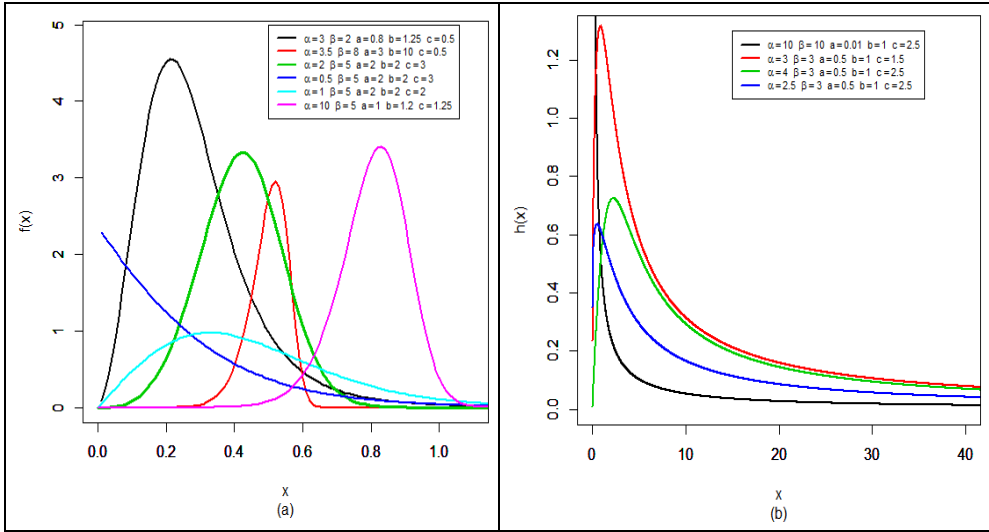 f(x)
5
4
3
2
1
0
α=3 β=2 a=0.8 b=1.25 c=0.5
α=3.5 β=8 a=3 b=10 c=0.5
α=2 β=5 a=2 b=2 c=3
α=0.5 β=5 a=2 b=2 c=3
α=1 β=5 a=2 b=2 c=2
α=10 β=5 a=1 b=1.2 c=1.25
0.0 0.2 0.4 0.6 0.8 1.0
x
(a)
h(x)
1.2
1.0
0.8
0.6
0.4
0.2
0.0
α=10 β=10 a=0.01 b=1 c=2.5
α=3 β=3 a=0.5 b=1 c=1.5
α=4 β=3 a=0.5 b=1 c=2.5
α=2.5 β=3 a=0.5 b=1 c=2.5
0 10 20 30 40
x
(b)